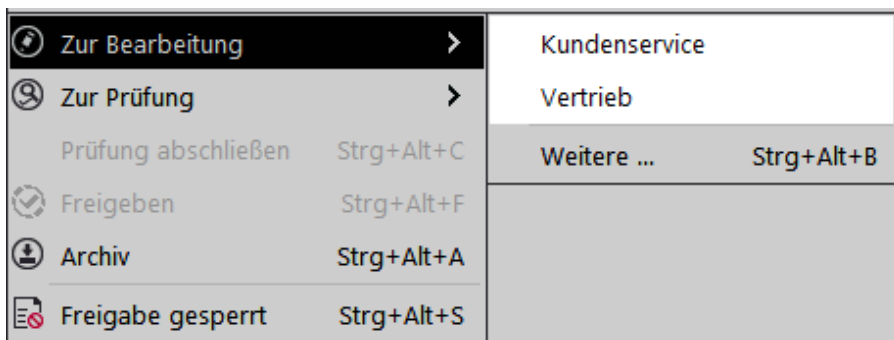 Zur Bearbeitung
Zur Prüfung
Prüfung abschließen Strg+Alt+C
Freigeben Strg+Alt+F
Archiv Strg+Alt+A
Freigabe gesperrt Strg+Alt+S
Kundenservice
Vertrieb
Weitere ... Strg+Alt+B